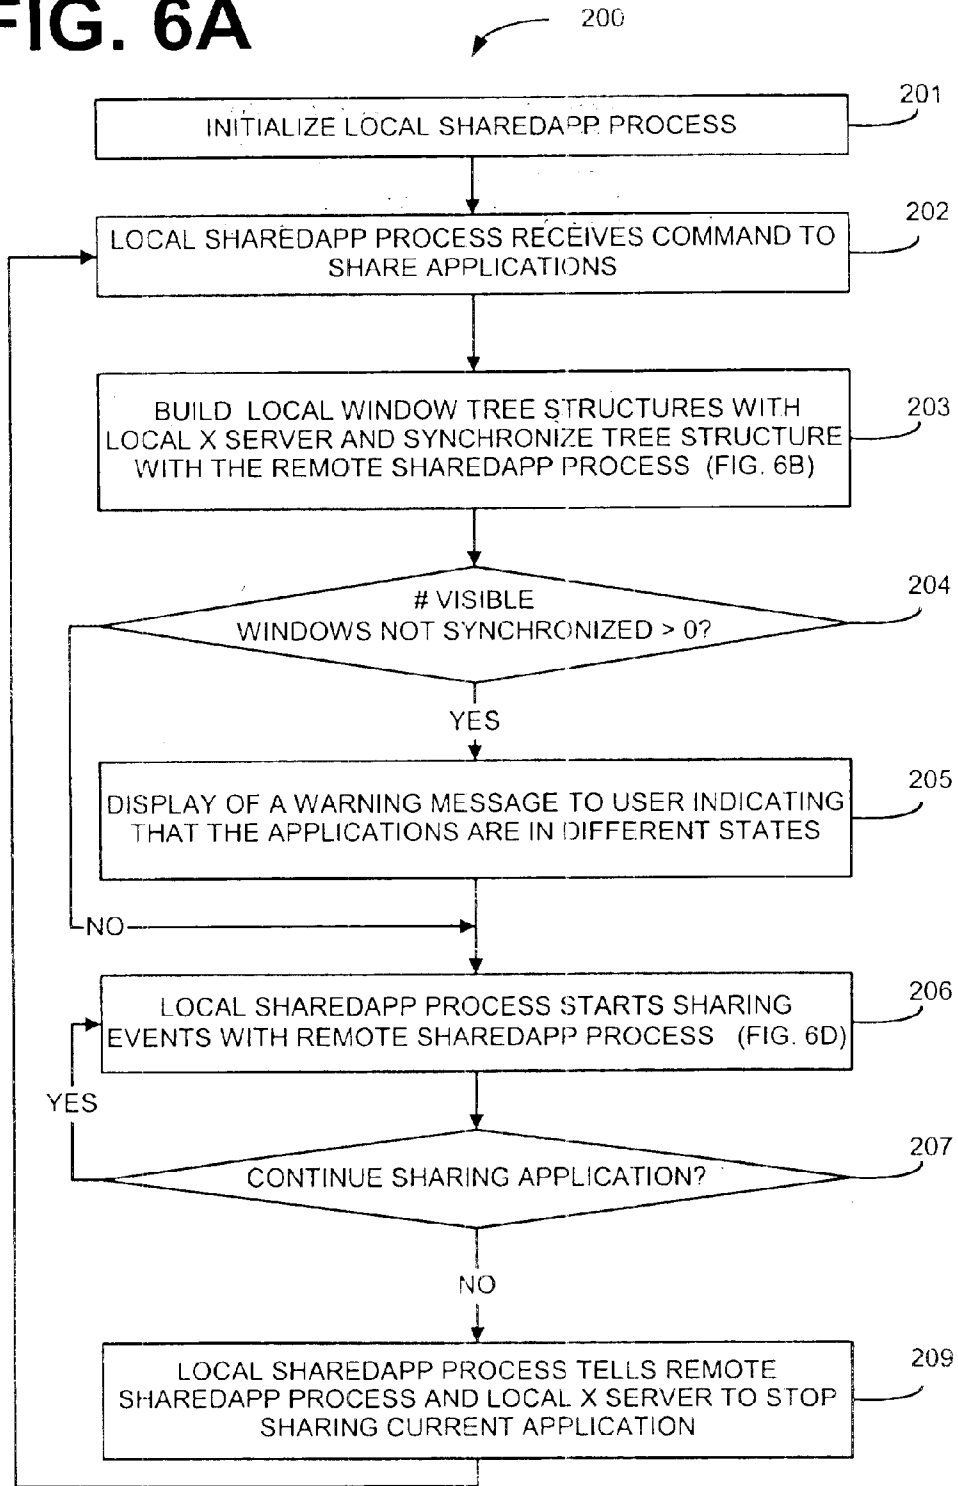 FIG. 6A
200
201
INITIALIZE LOCAL SHAREDAPP PROCESS
202
LOCAL SHAREDAPP PROCESS RECEIVES COMMAND TO
SHARE APPLICATIONS
203
BUILD LOCAL WINDOW TREE STRUCTURES WITH
LOCAL X SERVER AND SYNCHRONIZE TREE STRUCTURE
WITH THE REMOTE SHAREDAPP PROCESS (FIG. 6B)
204
# VISIBLE
WINDOWS NOT SYNCHRONIZED > 0?
YES
205
DISPLAY OF A WARNING MESSAGE TO USER INDICATING
THAT THE APPLICATIONS ARE IN DIFFERENT STATES
NO
206
LOCAL SHAREDAPP PROCESS STARTS SHARING
EVENTS WITH REMOTE SHAREDAPP PROCESS (FIG. 6D)
YES
207
CONTINUE SHARING APPLICATION?
NO
209
LOCAL SHAREDAPP PROCESS TELLS REMOTE
SHAREDAPP PROCESS AND LOCAL X SERVER TO STOP
SHARING CURRENT APPLICATION